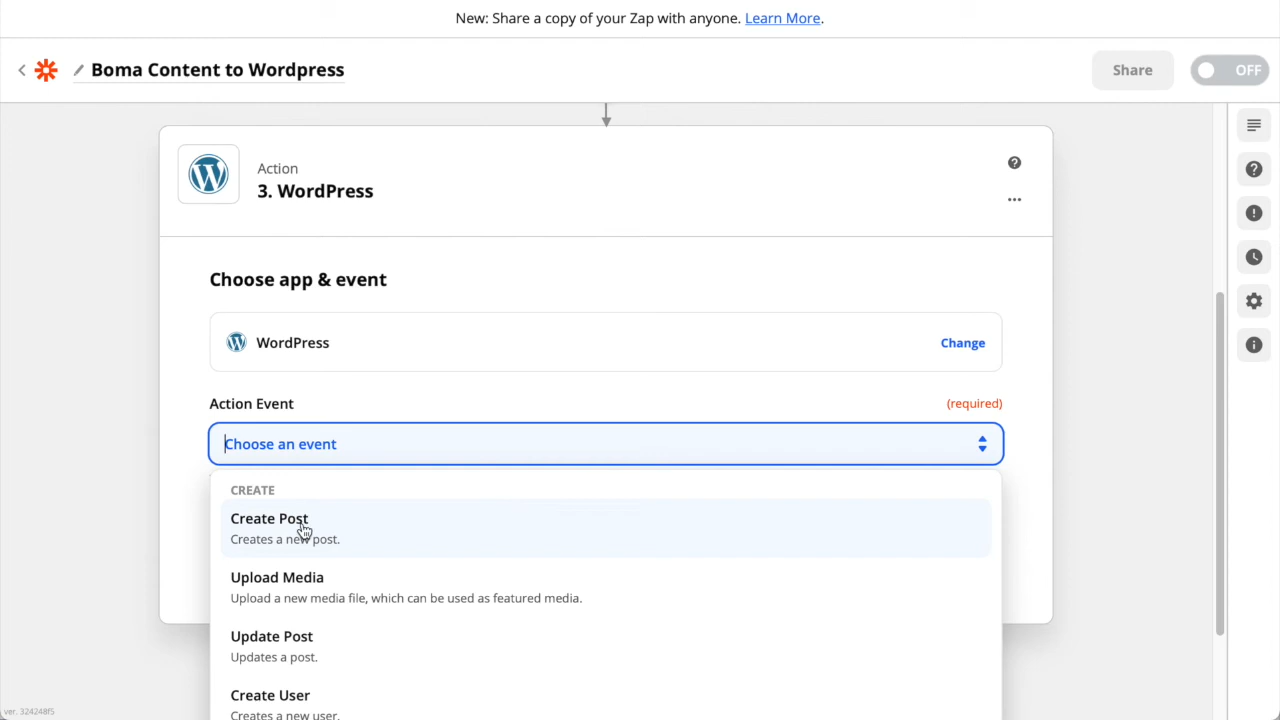 New: Share a copy of your Zap with anyone. Learn More.
Boma Content to Wordpress
Share
OFF
Action
3. WordPress
Choose app & event
WordPress
Change
Action Event
(required)
Choose an event
CREATE
Create Post
Creates a new post.
Upload Media
Upload a new media file, which can be used as featured media.
Update Post
Updates a post.
Create User
Creates a new user.
ver. 324248f5